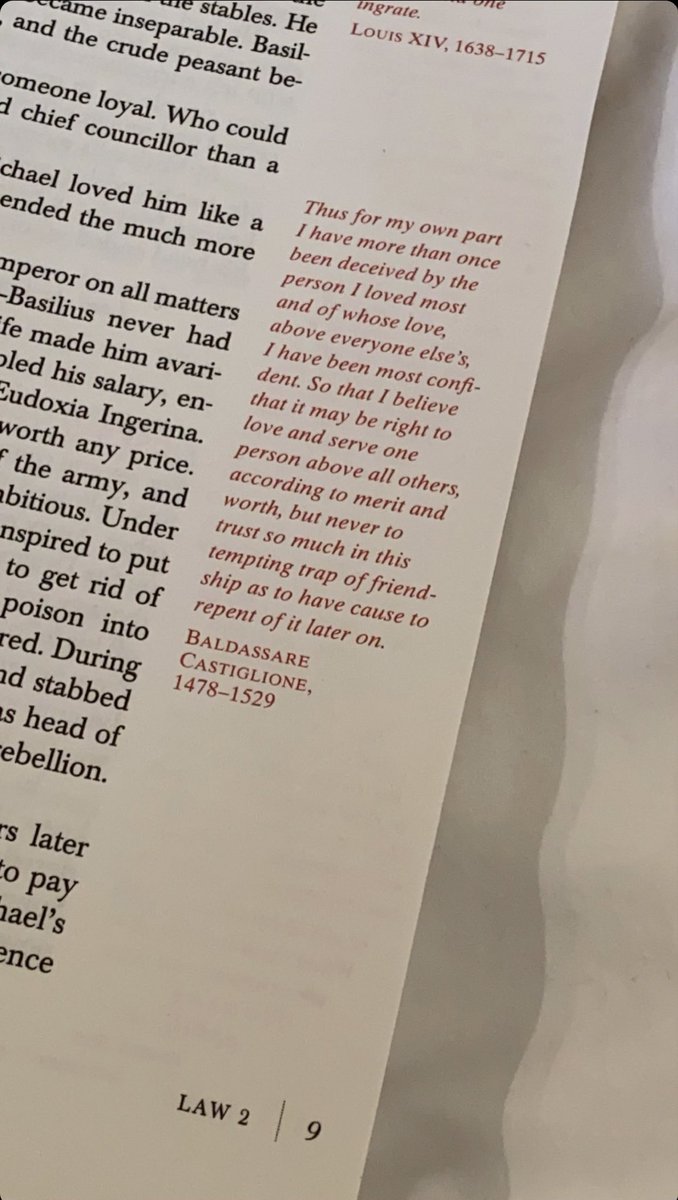 the stables. He
became inseparable. Basil-
, and the crude peasant be-
someone loyal. Who could
d chief councillor than a
chael loved him like a
ended the much more
mperor on all matters
–Basilius never had
ife made him avari-
bled his salary, en-
Eudoxia Ingerina.
worth any price.
f the army, and
mbitious. Under
nspired to put
to get rid of
poison into
red. During
nd stabbed
as head of
ebellion.
rs later
to pay
hael's
ence
one
ingrate.
LOUIS XIV, 1638–1715
Thus for my own part
I have more than once
been deceived by the
person I loved most
and of whose love,
above everyone else's,
I have been most confi-
dent. So that I believe
that it may be right to
love and serve one
person above all others,
according to merit and
worth, but never to
trust so much in this
tempting trap of friend-
ship as to have cause to
repent of it later on.
BALDASSARE
CASTIGLIONE,
1478–1529
LAW 2 | 9